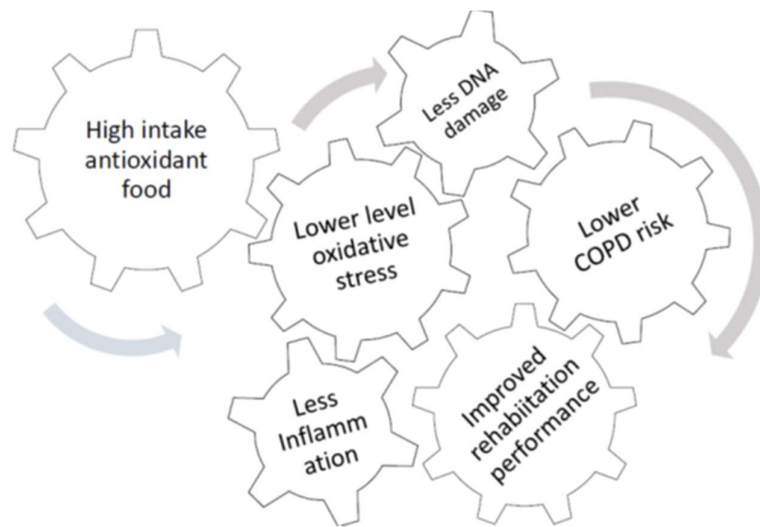 High intake
antioxidant
food
Lower level
oxidative
stress
Less DNA
damage
Lower
COPD risk
Less
Inflamm
ation
Improved
rehabiitation
performance